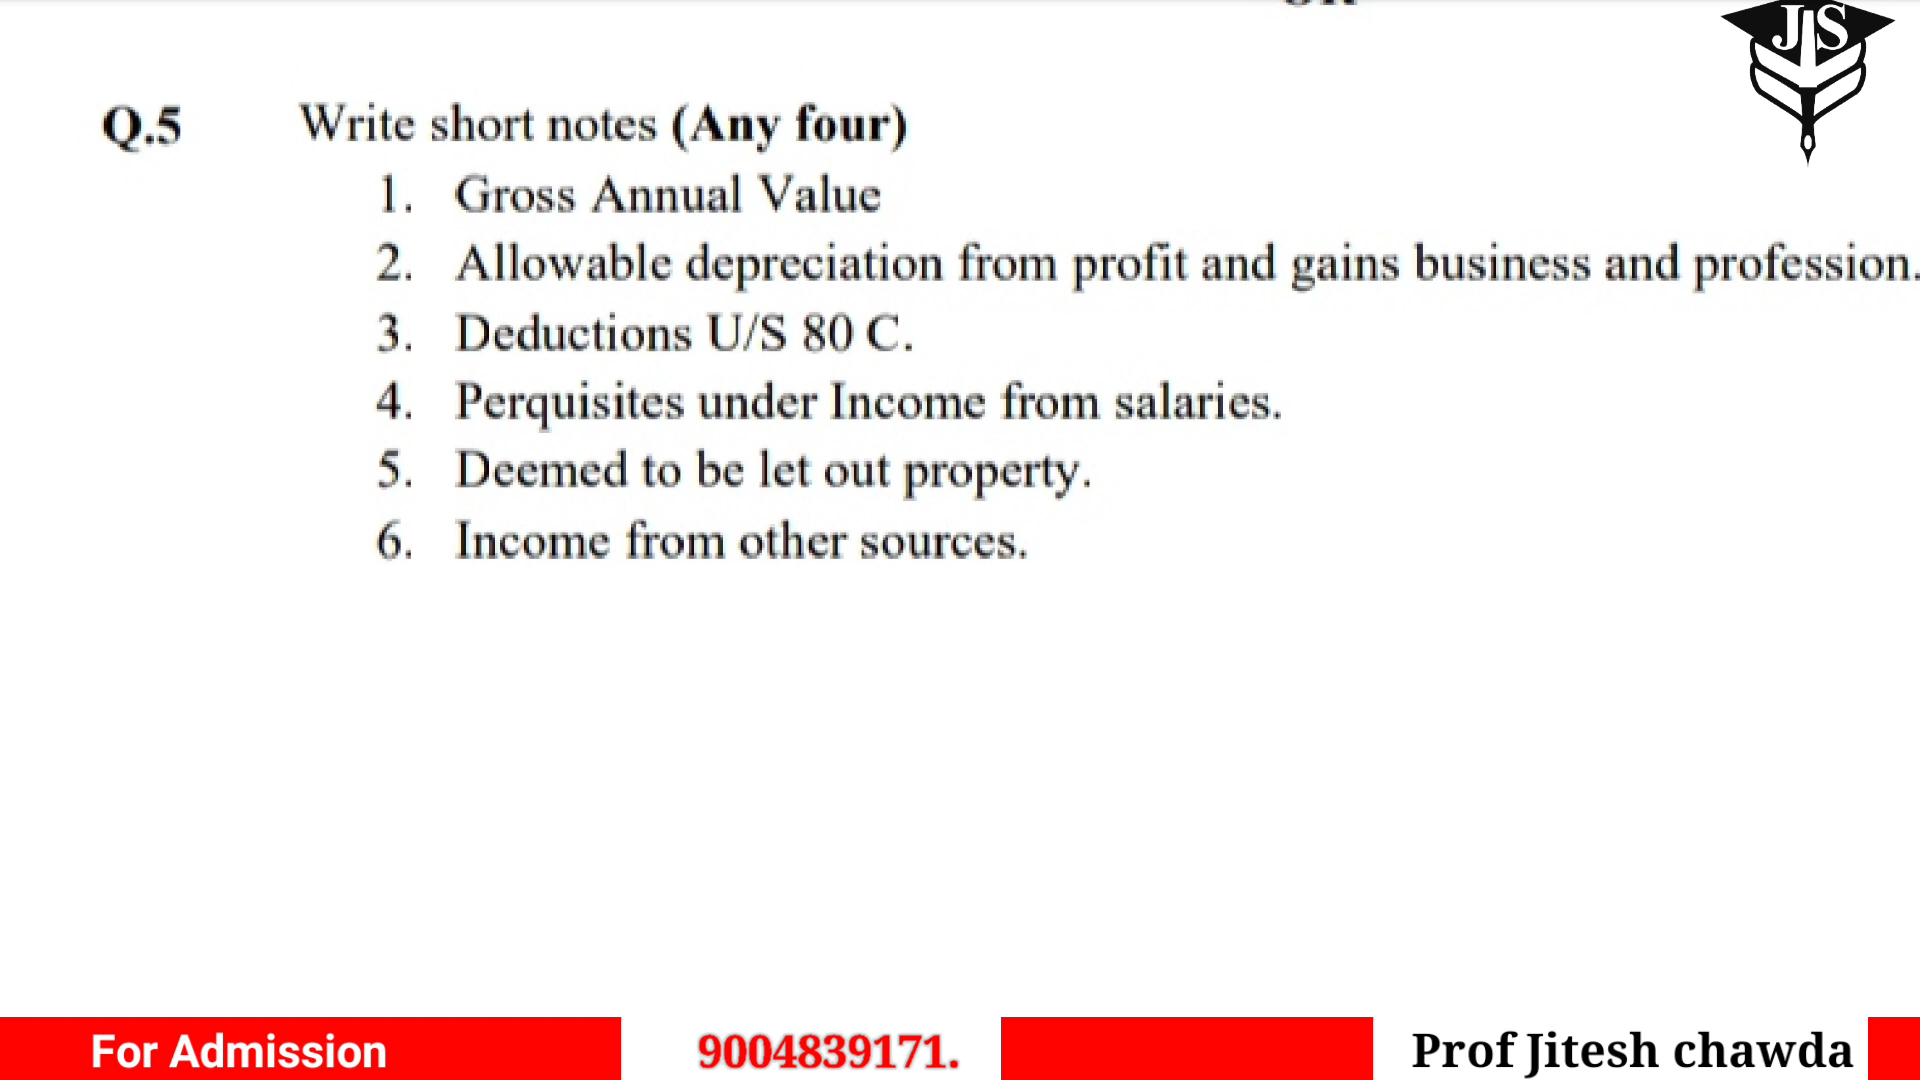 JS
Q.5 Write short notes (Any four)
1. Gross Annual Value
2. Allowable depreciation from profit and gains business and profession.
3. Deductions U/S 80 C.
4. Perquisites under Income from salaries.
5. Deemed to be let out property.
6. Income from other sources.
For Admission 9004839171. Prof Jitesh chawda